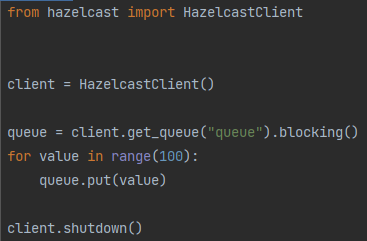 from hazelcast import HazelcastClient
client = HazelcastClient()
queue = client.get_queue("queue").blocking()
for value in range(100):
    queue.put(value)
client.shutdown()